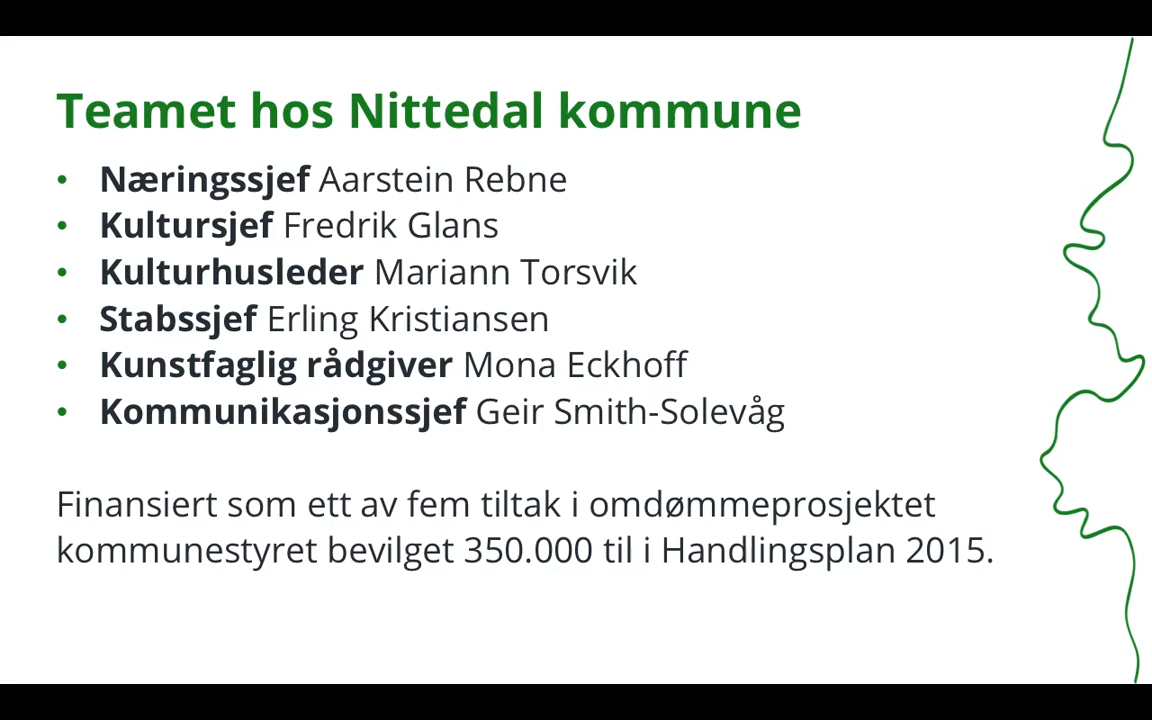 Teamet hos Nittedal kommune
• Næringssjef Aarstein Rebne
• Kultursjef Fredrik Glans
• Kulturhusleder Mariann Torsvik
• Stabssjef Erling Kristiansen
• Kunstfaglig rådgiver Mona Eckhoff
• Kommunikasjonssjef Geir Smith-Solevåg
Finansiert som ett av fem tiltak i omdømmeprosjektet
kommunestyret bevilget 350.000 til i Handlingsplan 2015.